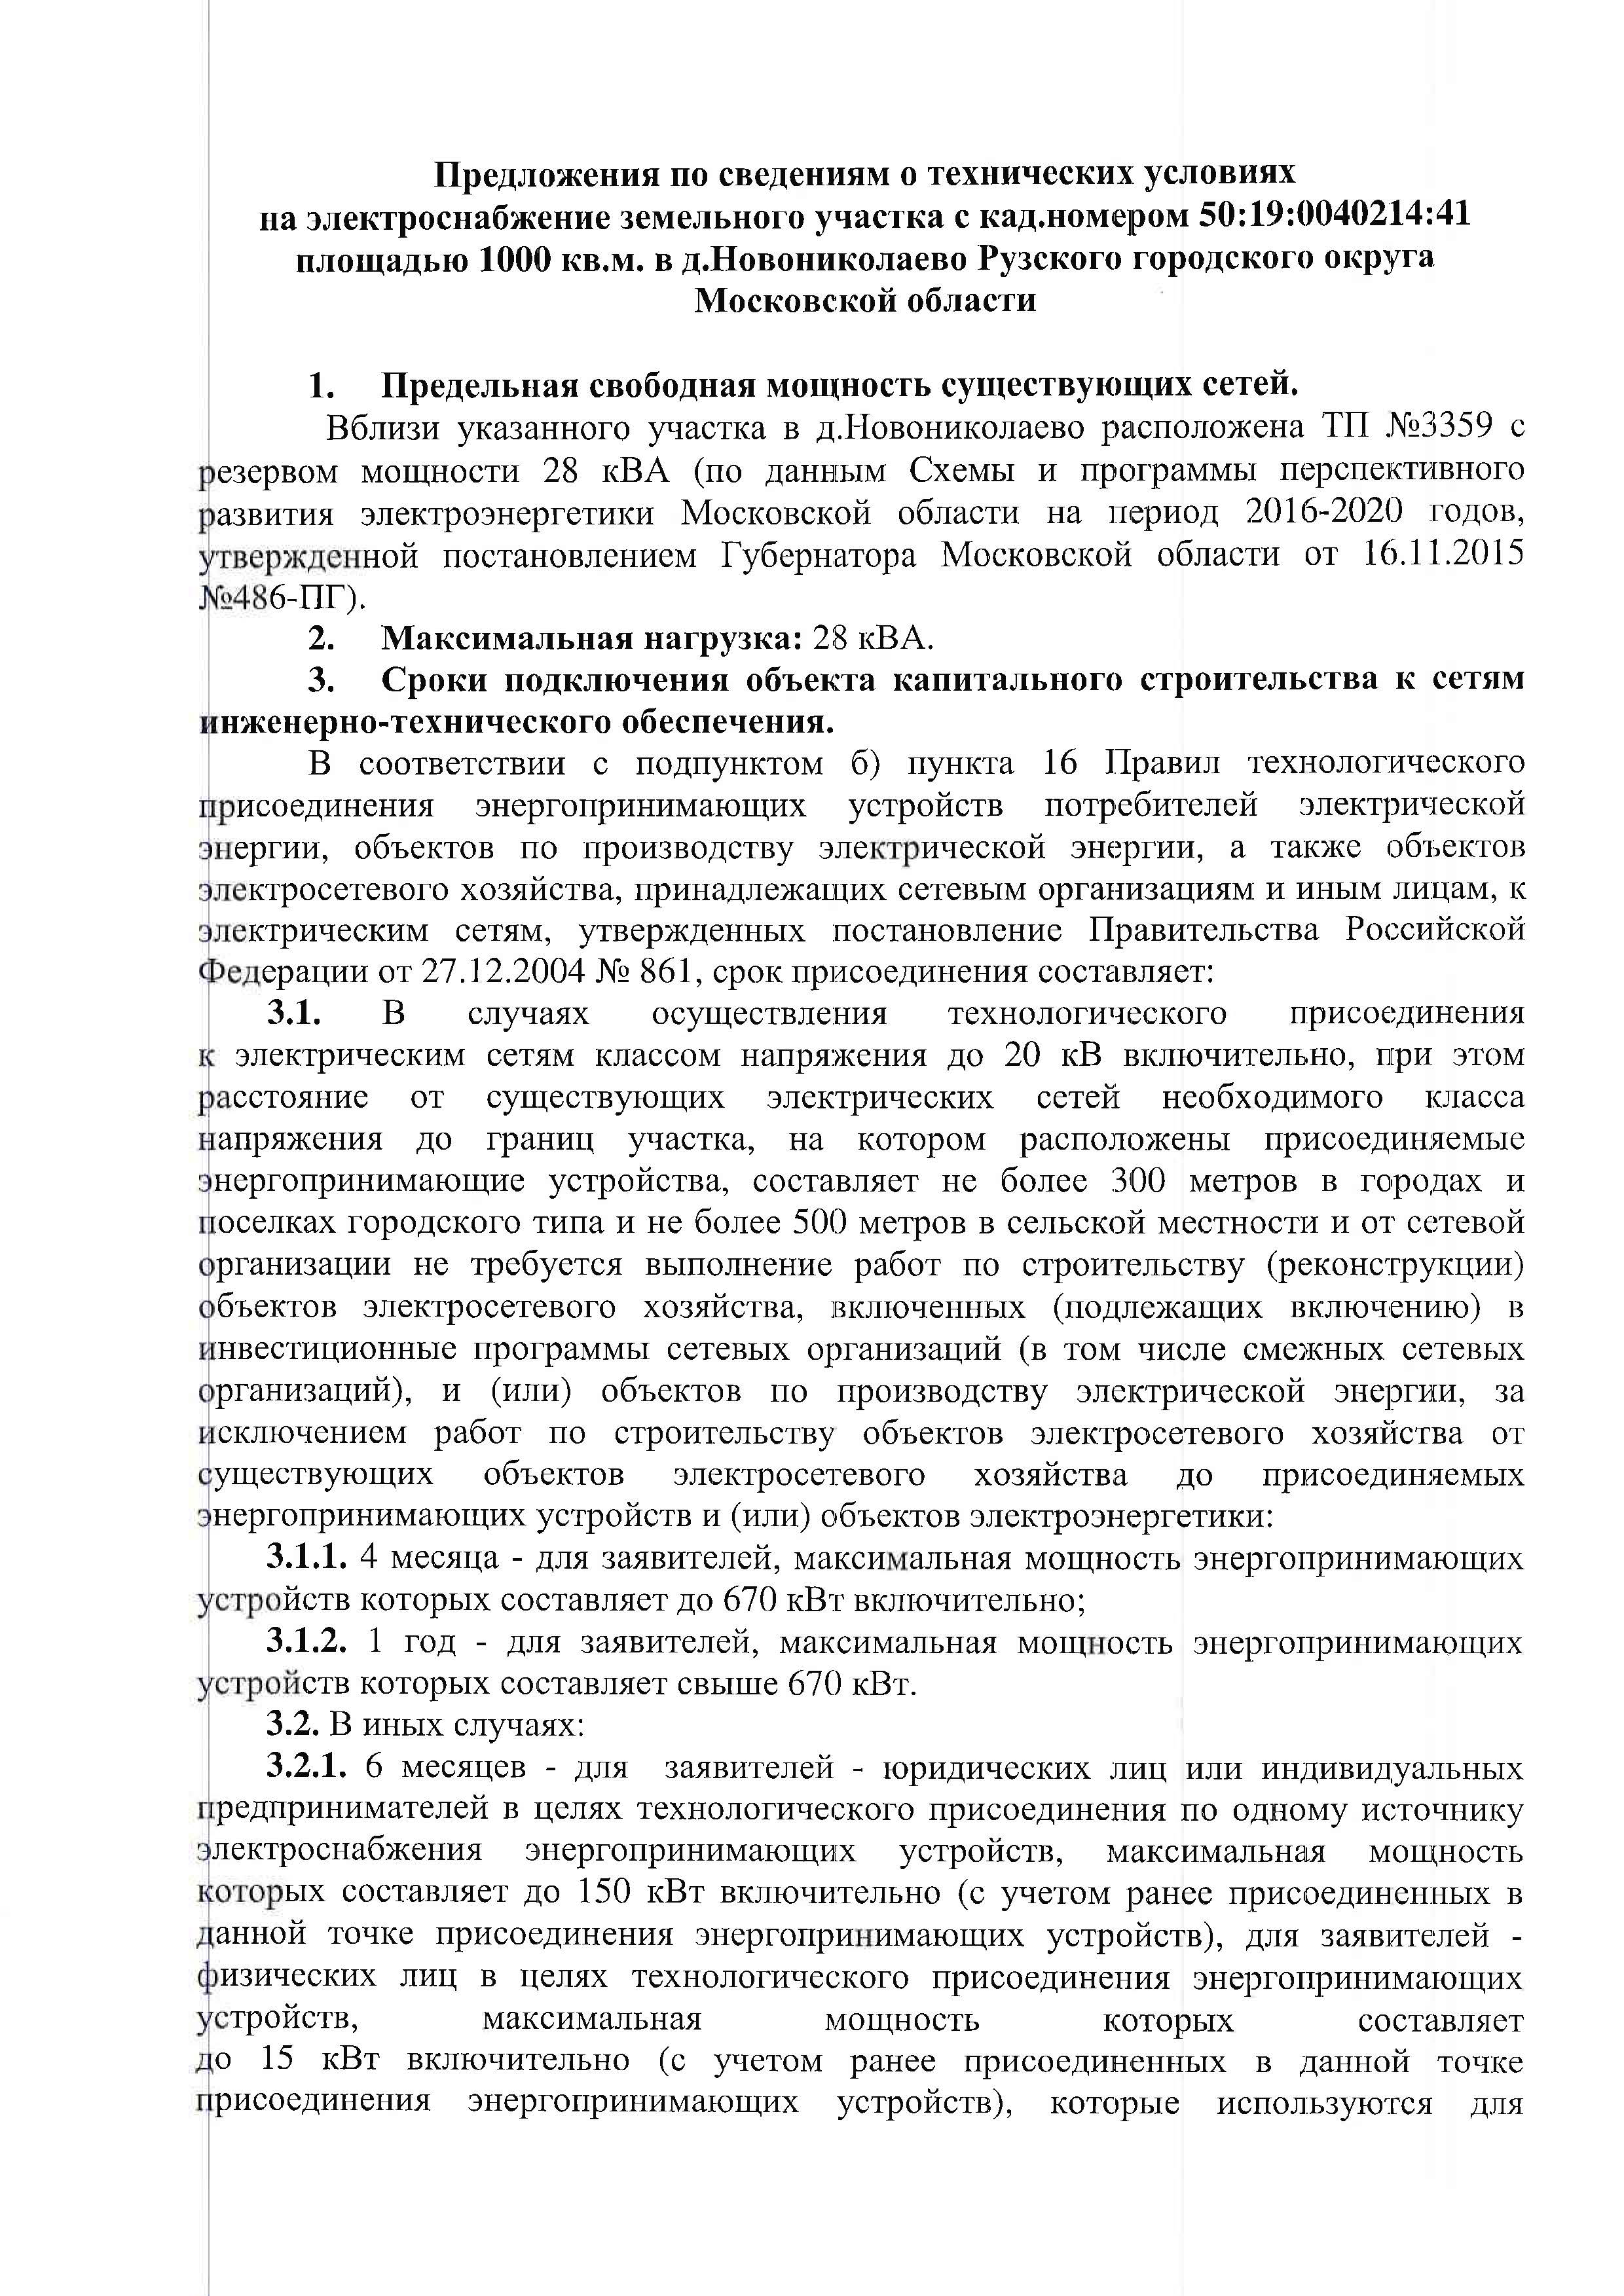 Предложения по сведениям о технических условиях
на электроснабжение земельного участка с кад.номером 50:19:0040214:41
площадью 1000 кв.м. в д.Новониколаево Рузского городского округа
Московской области
1. Предельная свободная мощность существующих сетей.
Вблизи указанного участка в д.Новониколаево расположена ТП №3359 с
резервом мощности 28 кВА (по данным Схемы и программы перспективного
развития электроэнергетики Московской области на период 2016-2020 годов,
утвержденной постановлением Губернатора Московской области от 16.11.2015
№486-ПГ).
2. Максимальная нагрузка: 28 кВА.
3. Сроки подключения объекта капитального строительства к сетям
инженерно-технического обеспечения.
В соответствии с подпунктом б) пункта 16 Правил технологического
присоединения энергопринимающих устройств потребителей электрической
энергии, объектов по производству электрической энергии, а также объектов
электросетевого хозяйства, принадлежащих сетевым организациям и иным лицам, к
электрическим сетям, утвержденных постановление Правительства Российской
Федерации от 27.12.2004 № 861, срок присоединения составляет:
3.1. В случаях осуществления технологического присоединения
к электрическим сетям классом напряжения до 20 кВ включительно, при этом
расстояние от существующих электрических сетей необходимого класса
напряжения до границ участка, на котором расположены присоединяемые
энергопринимающие устройства, составляет не более 300 метров в городах и
поселках городского типа и не более 500 метров в сельской местности и от сетевой
организации не требуется выполнение работ по строительству (реконструкции)
объектов электросетевого хозяйства, включенных (подлежащих включению) в
инвестиционные программы сетевых организаций (в том числе смежных сетевых
организаций), и (или) объектов по производству электрической энергии, за
исключением работ по строительству объектов электросетевого хозяйства от
существующих объектов электросетевого хозяйства до присоединяемых
энергопринимающих устройств и (или) объектов электроэнергетики:
3.1.1. 4 месяца - для заявителей, максимальная мощность энергопринимающих
устройств которых составляет до 670 кВт включительно;
3.1.2. 1 год - для заявителей, максимальная мощность энергопринимающих
устройств которых составляет свыше 670 кВт.
3.2. В иных случаях:
3.2.1. 6 месяцев - для заявителей - юридических лиц или индивидуальных
предпринимателей в целях технологического присоединения по одному источнику
электроснабжения энергопринимающих устройств, максимальная мощность
которых составляет до 150 кВт включительно (с учетом ранее присоединенных в
данной точке присоединения энергопринимающих устройств), для заявителей -
физических лиц в целях технологического присоединения энергопринимающих
устройств, максимальная мощность которых составляет
до 15 кВт включительно (с учетом ранее присоединенных в данной точке
присоединения энергопринимающих устройств), которые используются для